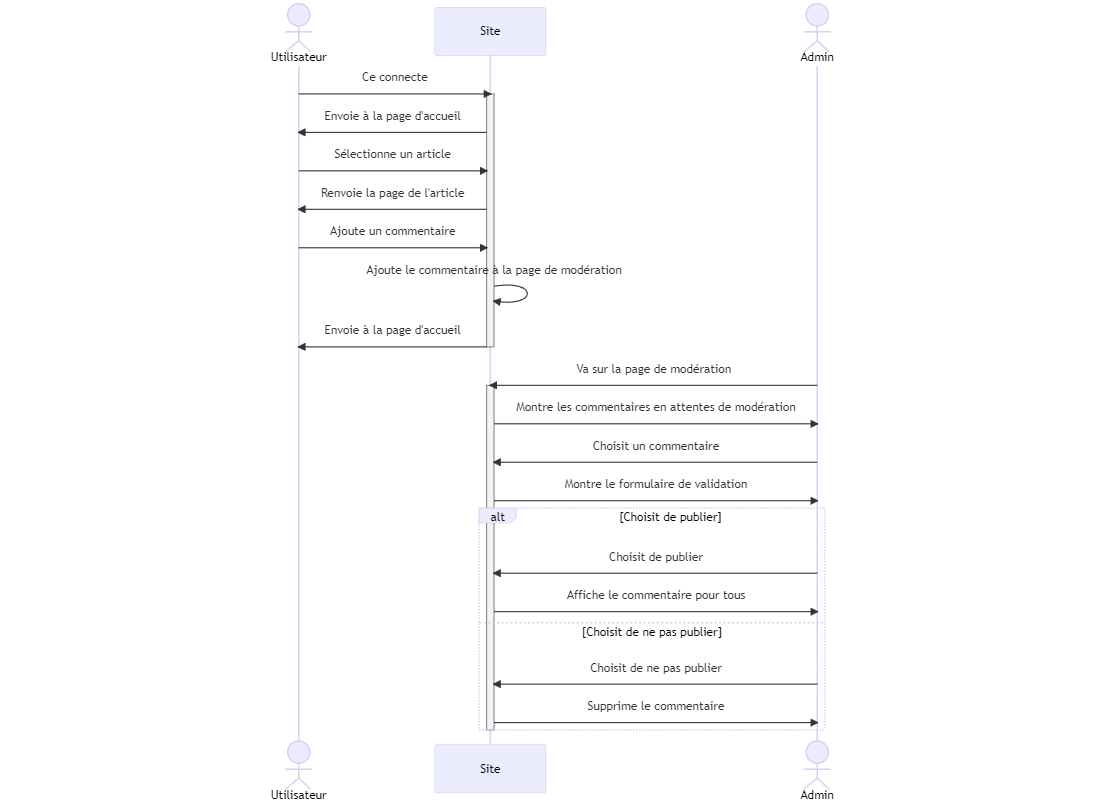 Site
Utilisateur
Admin
Ce connecte
Envoie à la page d'accueil
Sélectionne un article
Renvoie la page de l'article
Ajoute un commentaire
Ajoute le commentaire à la page de modération
Envoie à la page d'accueil
Va sur la page de modération
Montre les commentaires en attentes de modération
Choisit un commentaire
Montre le formulaire de validation
alt
[Choisit de publier]
Choisit de publier
Affiche le commentaire pour tous
[Choisit de ne pas publier]
Choisit de ne pas publier
Supprime le commentaire
Site
Utilisateur
Admin